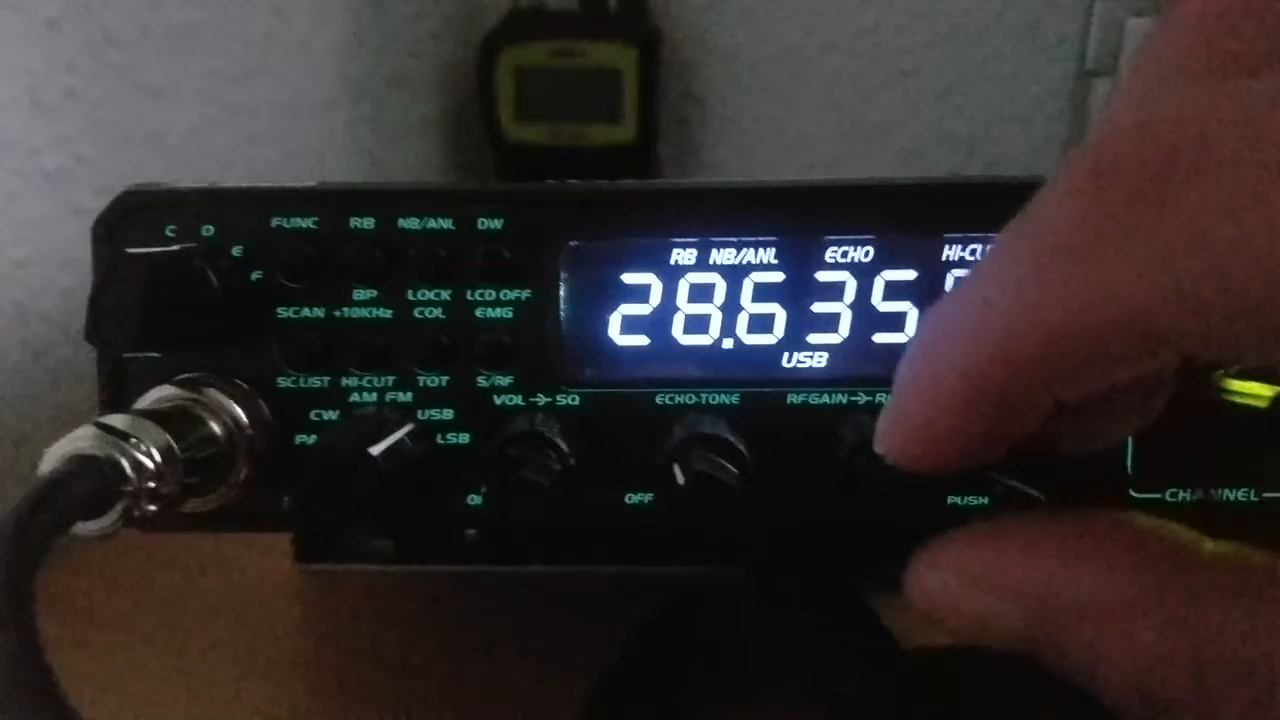 C D E F
FUNC RB NB/ANL DW
BP LOCK LCD OFF
SCAN +10KHz COL EMG
SC LIST HI-CUT TOT S/RF
AM FM
CW USB
PA LSB
RB NB/ANL ECHO
28.635
USB
VOL → SQ ECHO-TONE RFGAIN →
OFF PUSH
CHANNEL